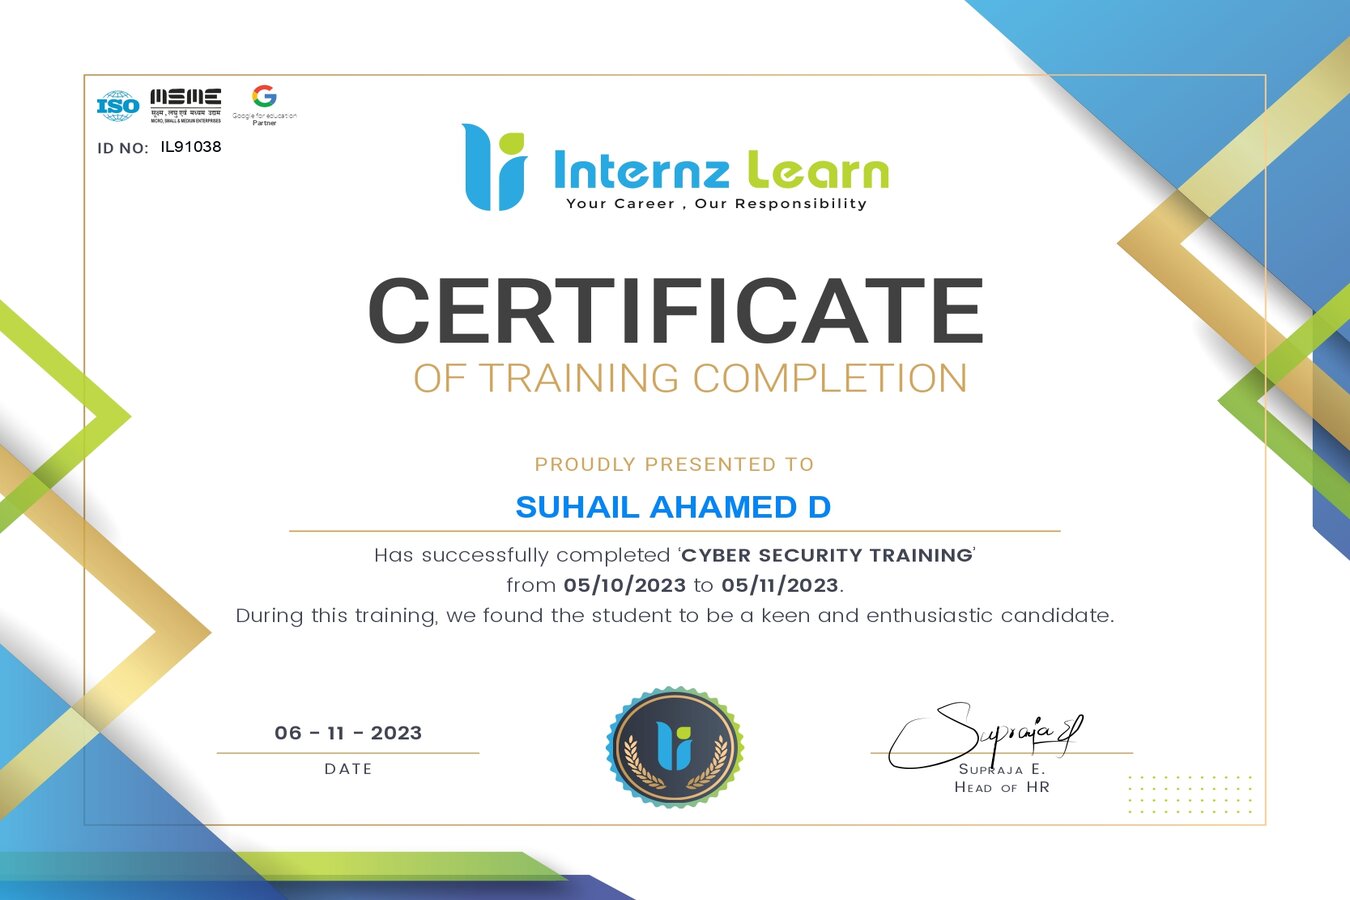 ISO
MSME
सूक्ष्म, लघु एवं मध्यम उद्यम
MICRO, SMALL & MEDIUM ENTERPRISES
Google for education
Partner
ID NO: IL91038
Internz Learn
Your Career , Our Responsibility
CERTIFICATE
OF TRAINING COMPLETION
PROUDLY PRESENTED TO
SUHAIL AHAMED D
Has successfully completed ‘CYBER SECURITY TRAINING’
from 05/10/2023 to 05/11/2023.
During this training, we found the student to be a keen and enthusiastic candidate.
06 - 11 - 2023
DATE
Supraja E
SUPRAJA E.
HEAD OF HR